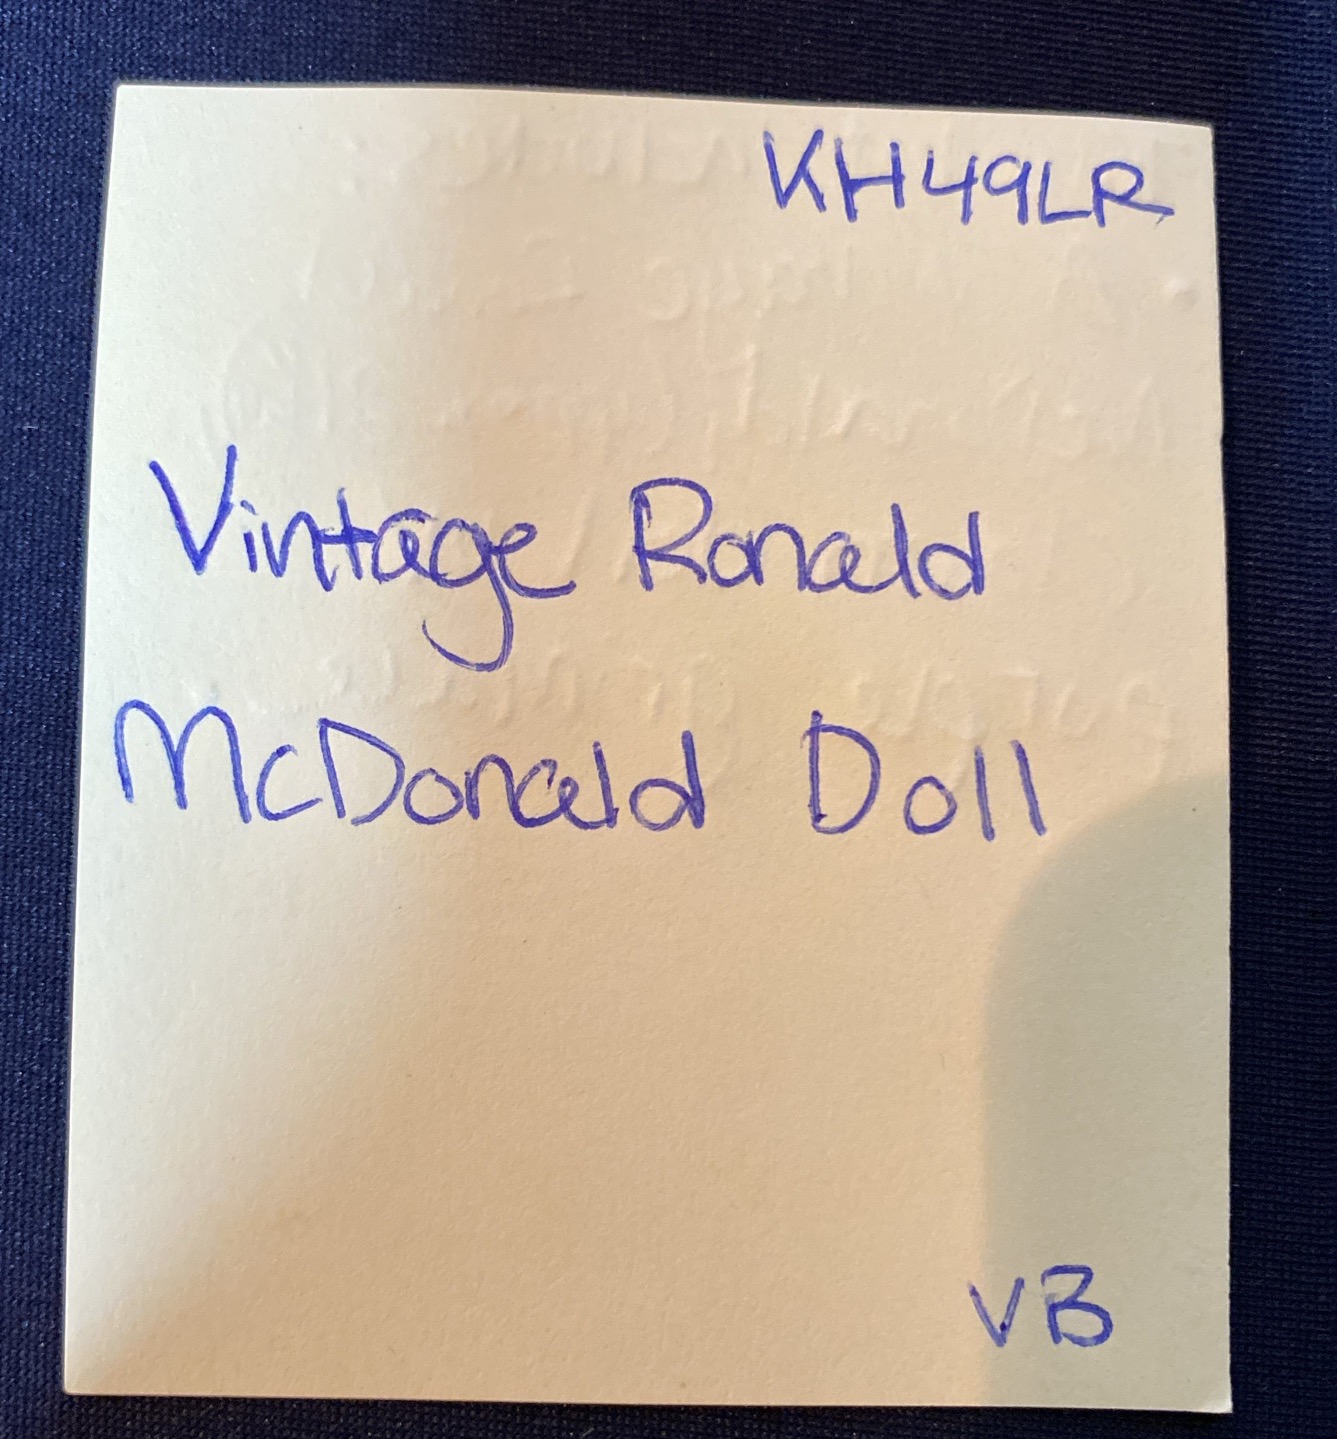 KH49LR
Vintage Ronald
McDonald Doll
VB